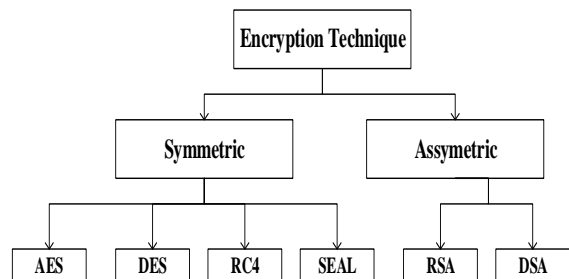 Encryption Technique
Symmetric
Assymetric
AES
DES
RC4
SEAL
RSA
DSA